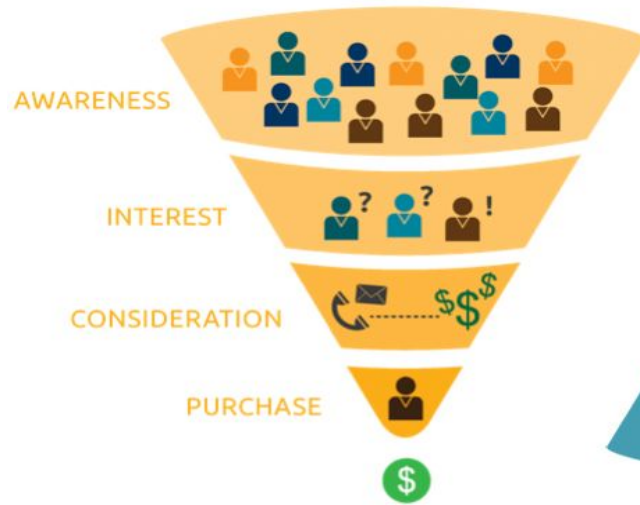 AWARENESS
? ? !
INTEREST
$ $ $
CONSIDERATION
PURCHASE
$